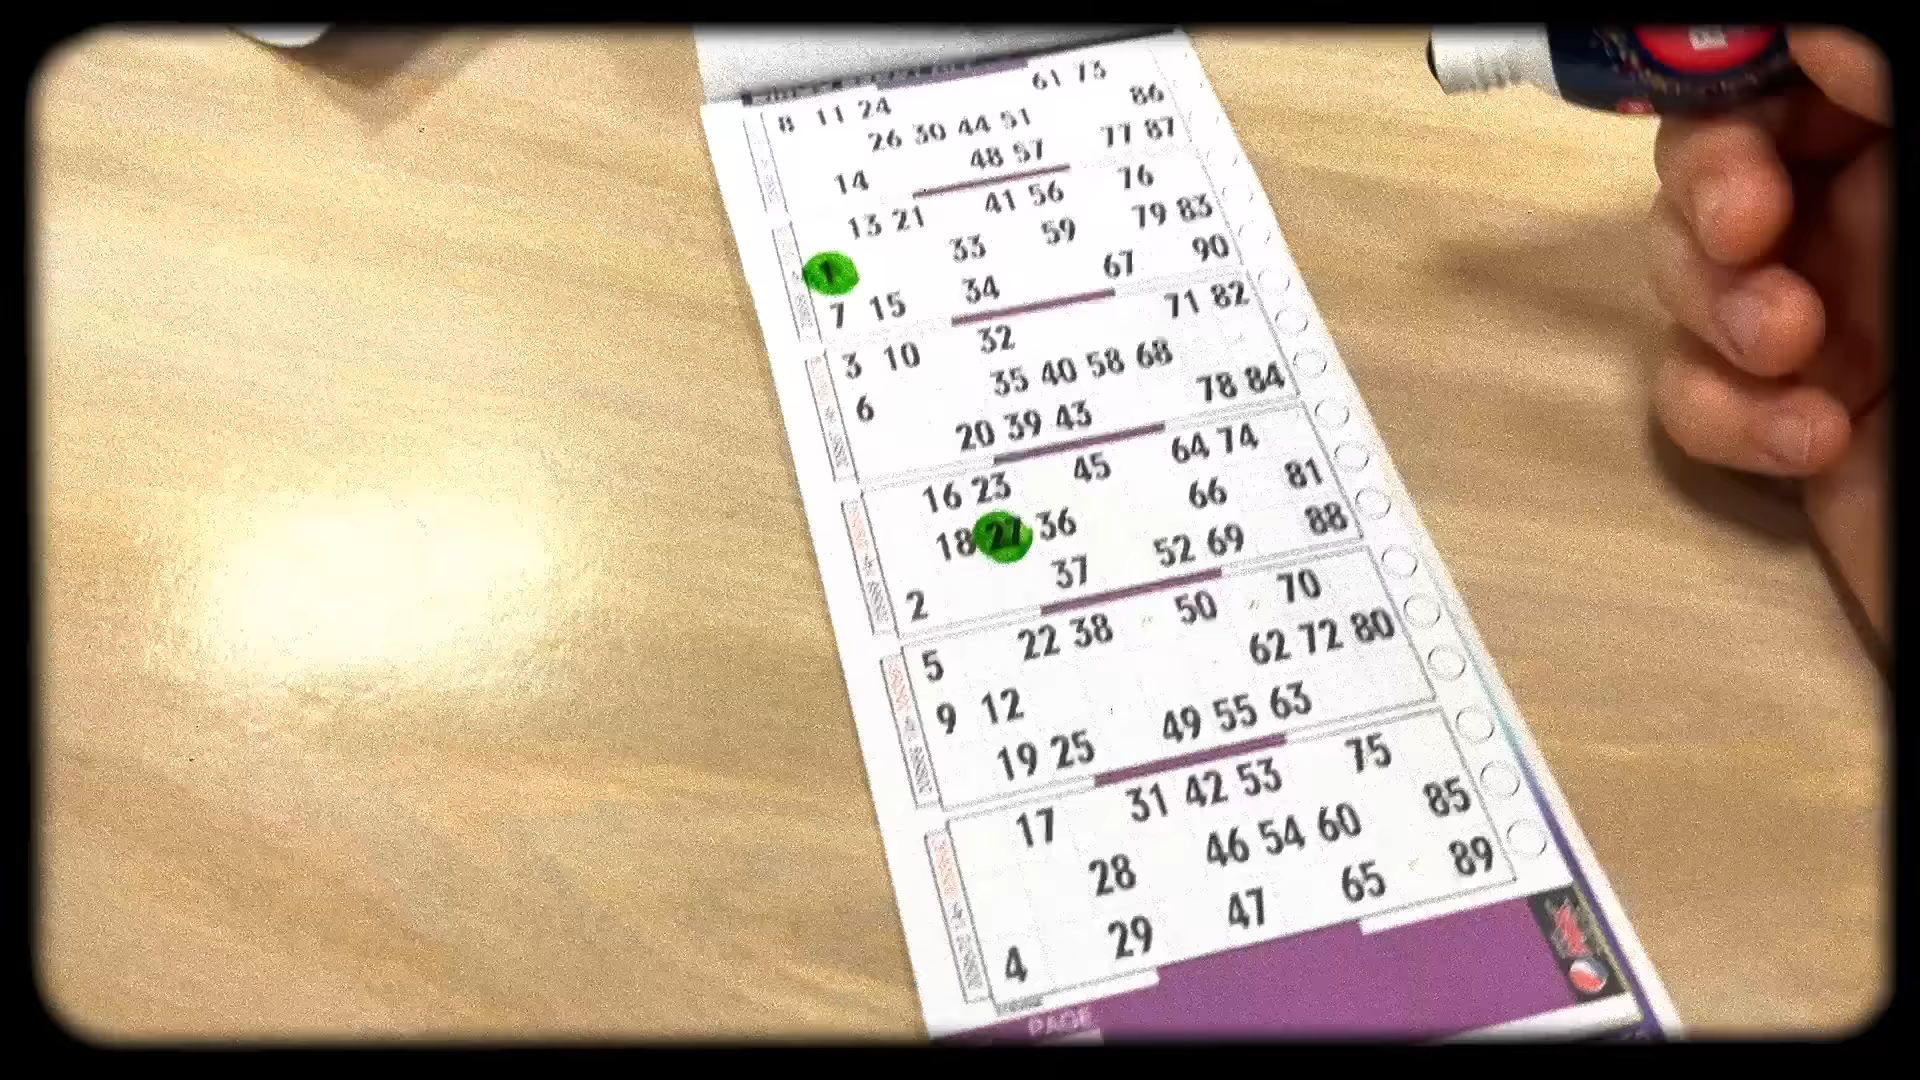 8 11 24 61 73
26 30 44 51 86
14 48 57 77 87
13 21 41 56 76
1 33 59 79 83
7 15 34 67 90
3 10 32 71 82
6 35 40 58 68
20 39 43 78 84
16 23 45 64 74
18 27 36 66 81
2 37 52 69 88
5 22 38 50 70
9 12 62 72 80
19 25 49 55 63
17 31 42 53 75
28 46 54 60 85
4 29 47 65 89
PAGE